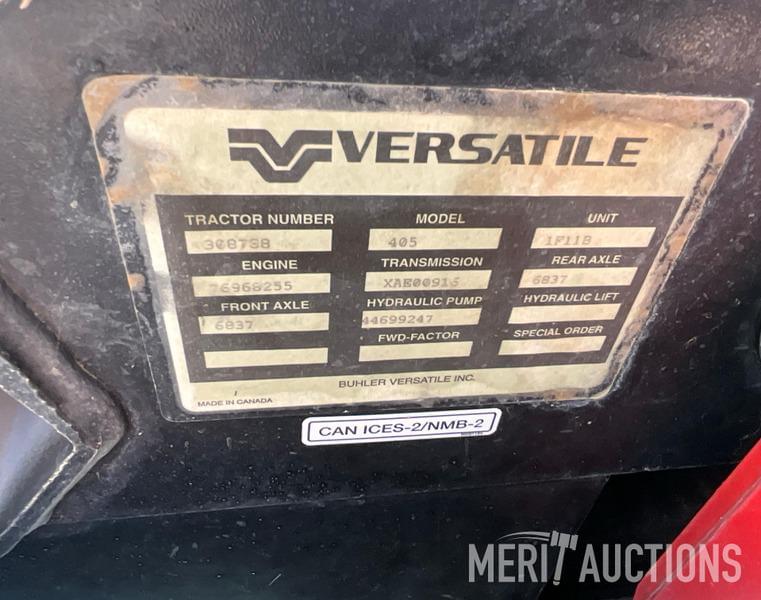 VERSATILE
TRACTOR NUMBER MODEL UNIT
308738 405 1F11B
ENGINE TRANSMISSION REAR AXLE
76968255 XAE00916 6837
FRONT AXLE HYDRAULIC PUMP HYDRAULIC LIFT
6837 44699247
FWD-FACTOR SPECIAL ORDER
BUHLER VERSATILE INC.
MADE IN CANADA
CAN ICES-2/NMB-2
MERIT AUCTIONS